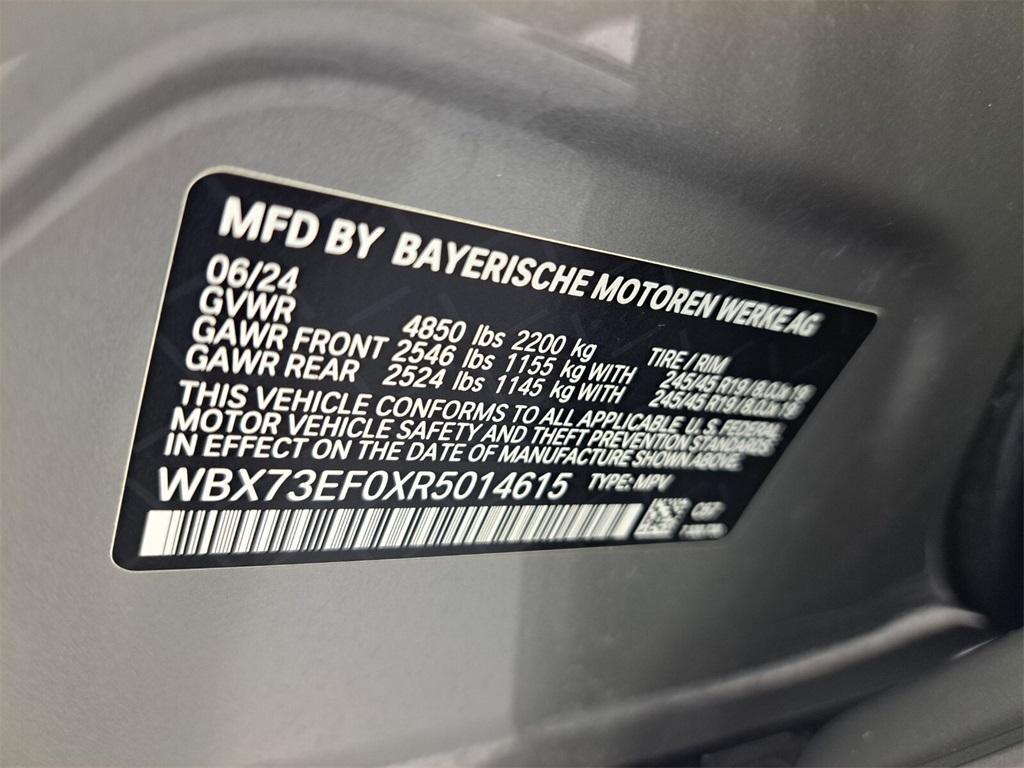 MFD BY BAYERISCHE MOTOREN WERKE AG
06/24
GVWR 4850 lbs 2200 kg TIRE / RIM
GAWR FRONT 2546 lbs 1155 kg WITH 245/45 R19 / 8.0Jx19
GAWR REAR 2524 lbs 1145 kg WITH 245/45 R19 / 8.0Jx19
THIS VEHICLE CONFORMS TO ALL APPLICABLE U.S. FEDERAL
MOTOR VEHICLE SAFETY AND THEFT PREVENTION STANDARDS
IN EFFECT ON THE DATE OF MANUFACTURE SHOWN ABOVE.
WBX73EF0XR5014615 TYPE: MPV